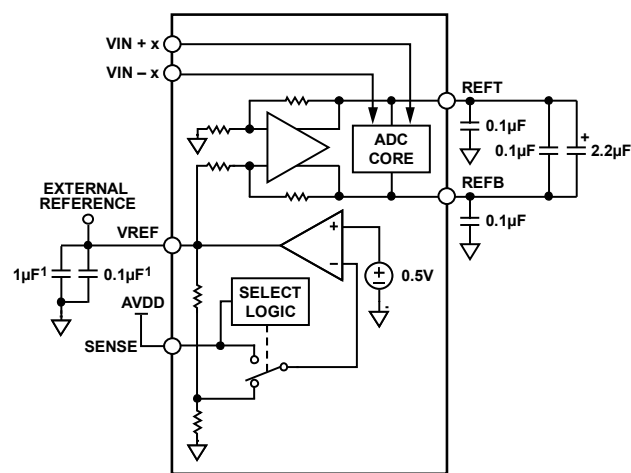 VIN + x
VIN – x
REFT
ADC
CORE
0.1µF
0.1µF
+
2.2µF
REFB
EXTERNAL
REFERENCE
VREF
0.1µF
+
–
0.5V
1µF1
0.1µF1
SELECT
LOGIC
AVDD
SENSE